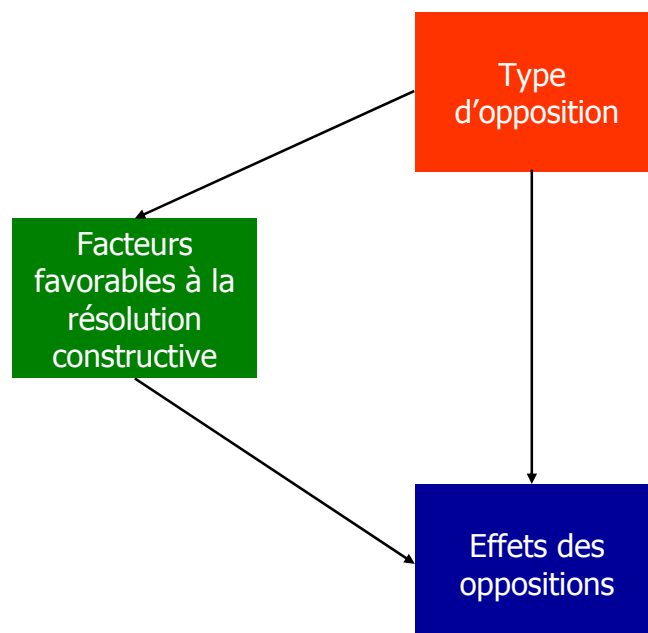 Type
d’opposition
Facteurs
favorables à la
résolution
constructive
Effets des
oppositions